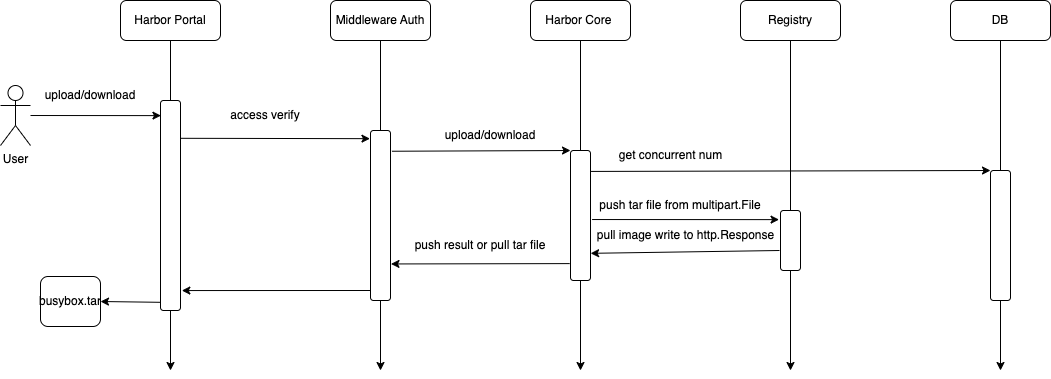 Harbor Portal
Middleware Auth
Harbor Core
Registry
DB
upload/download
access verify
upload/download
User
get concurrent num
push tar file from multipart.File
pull image write to http.Response
push result or pull tar file
busybox.tar